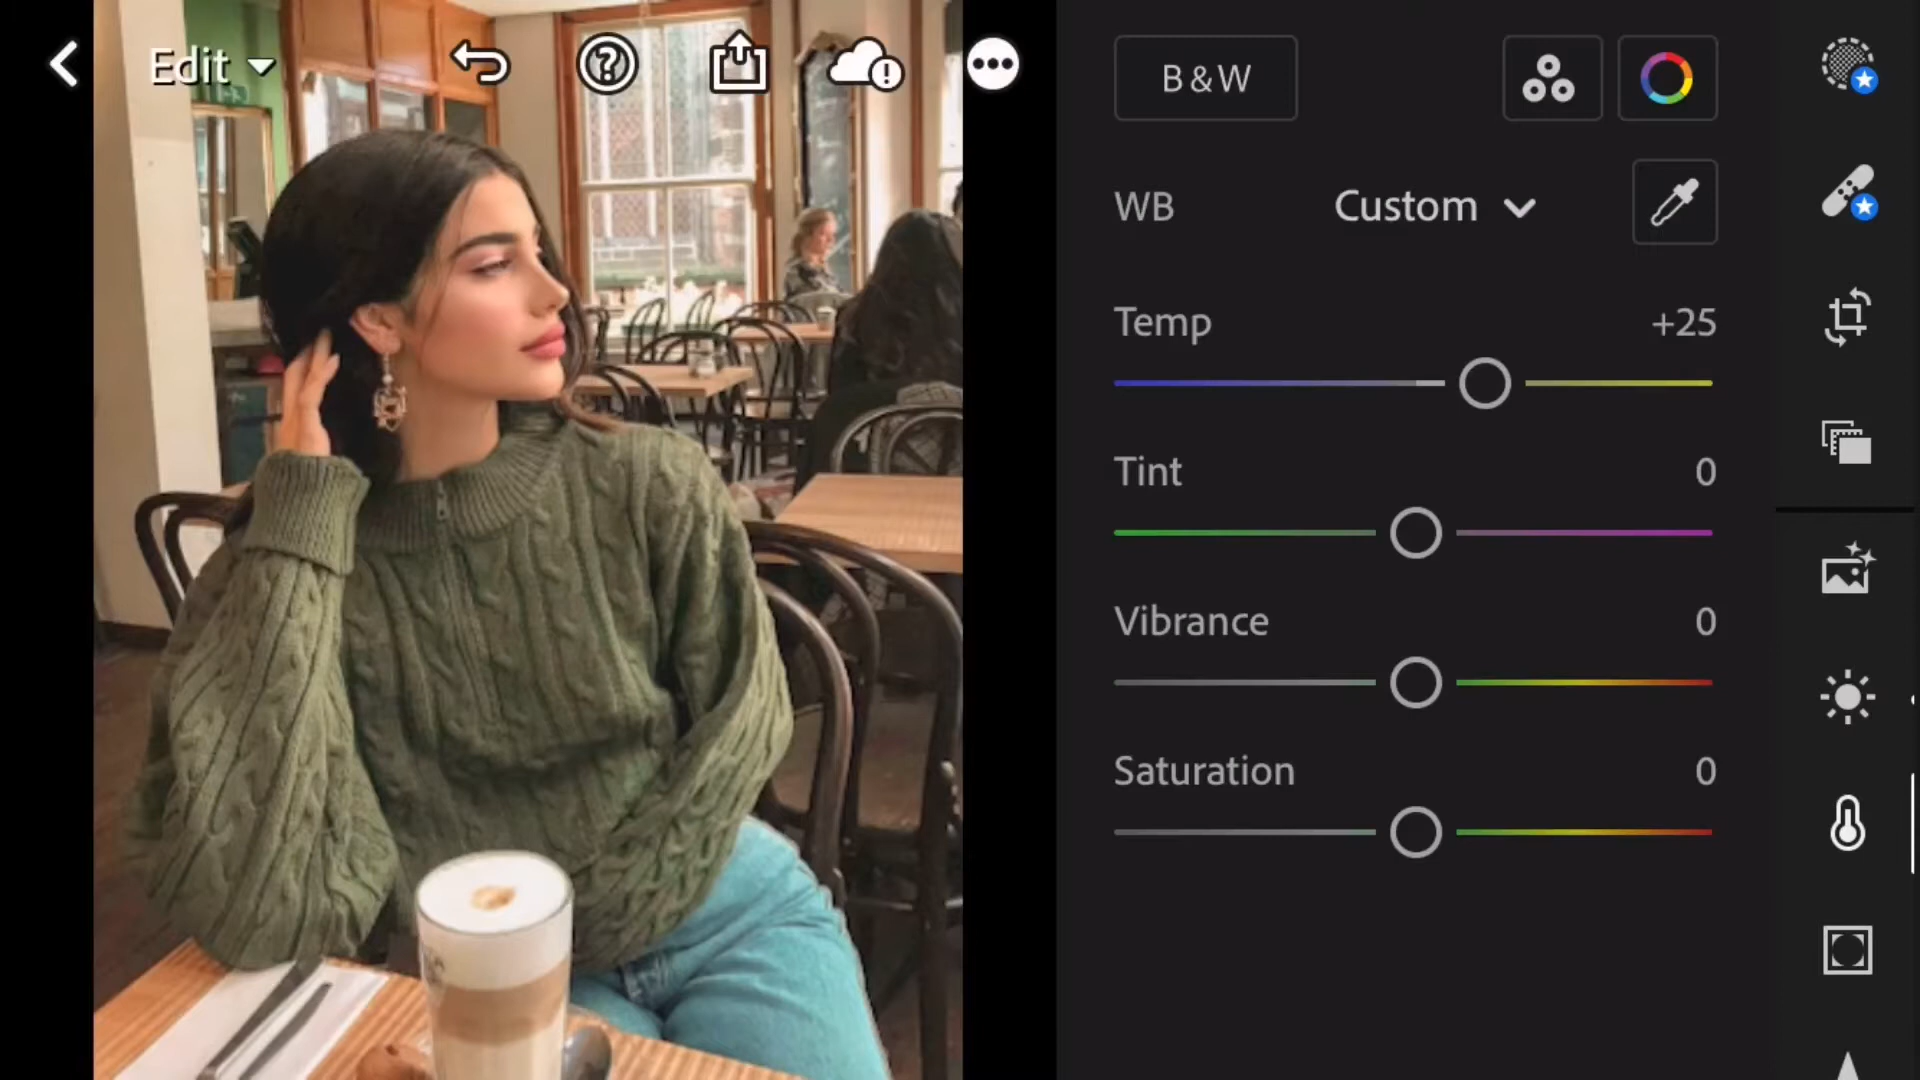 Edit
B & W
WB Custom
Temp +25
Tint 0
Vibrance 0
Saturation 0